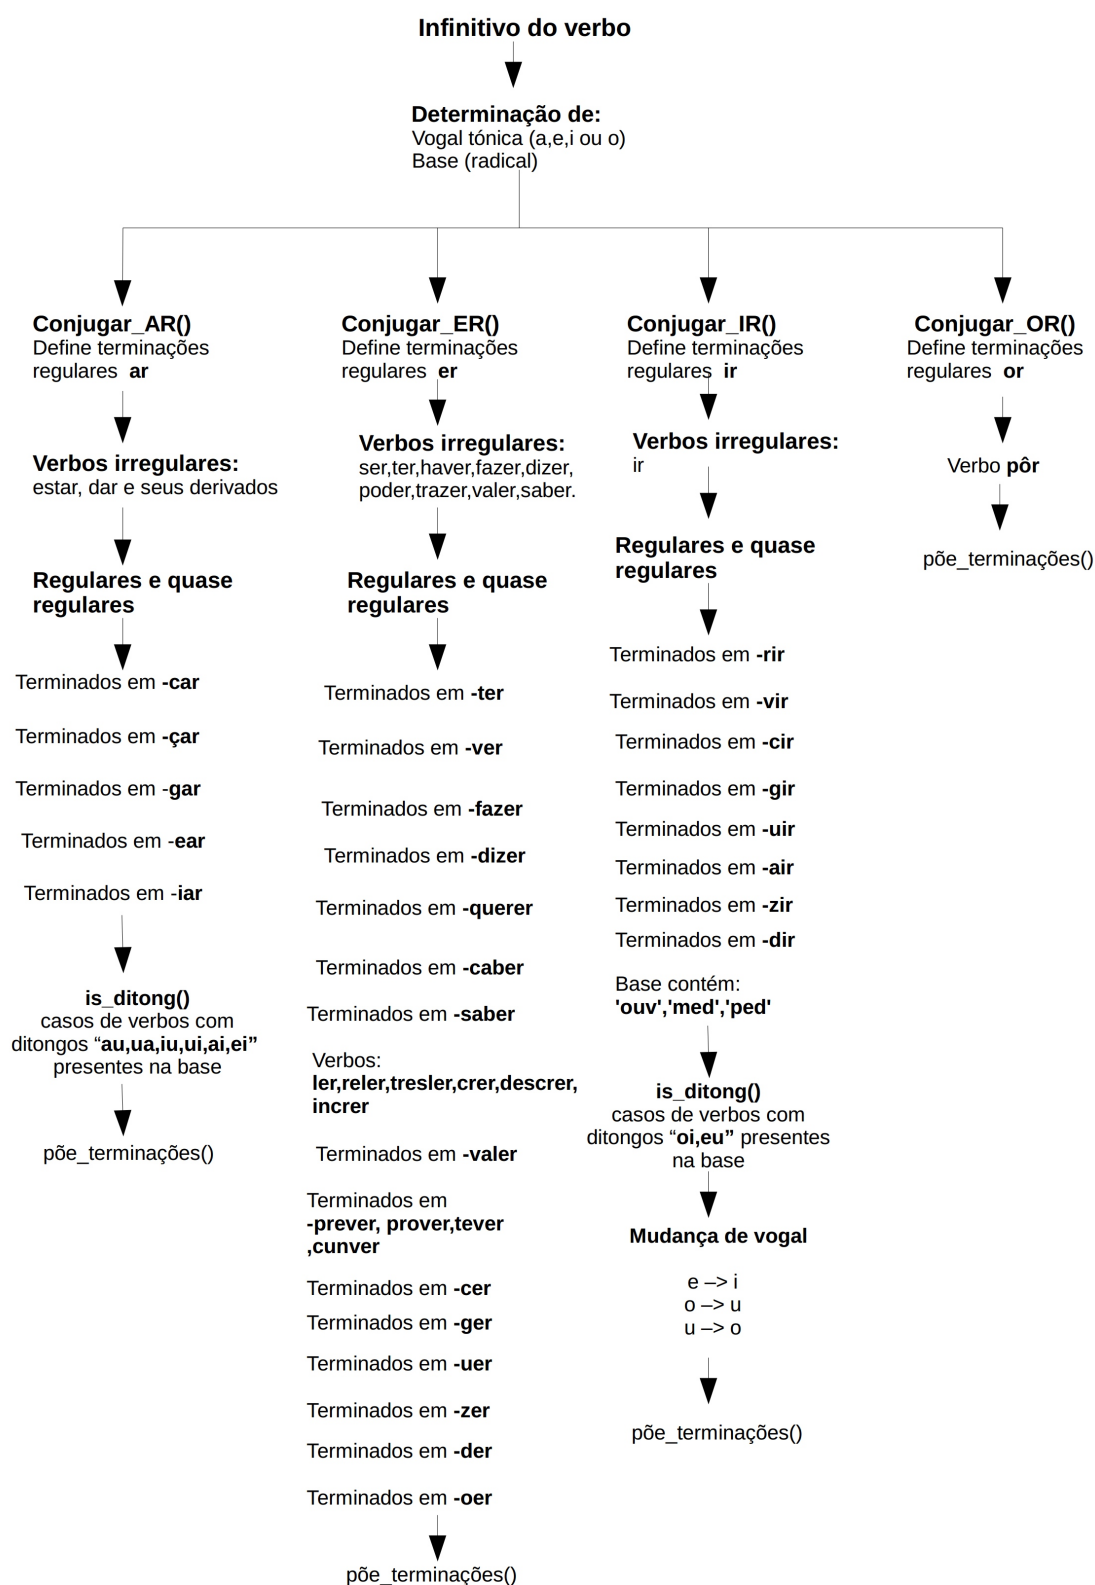 Infinitivo do verbo
Determinação de:
Vogal tónica (a,e,i ou o)
Base (radical)
Conjugar_AR()
Define terminações
regulares ar
Verbos irregulares:
estar, dar e seus derivados
Regulares e quase
regulares
Terminados em -car
Terminados em -çar
Terminados em -gar
Terminados em -ear
Terminados em -iar
is_ditong()
casos de verbos com
ditongos “au,ua,iu,ui,ai,ei”
presentes na base
põe_terminações()
Conjugar_ER()
Define terminações
regulares er
Verbos irregulares:
ser,ter,haver,fazer,dizer,
poder,trazer,valer,saber.
Regulares e quase
regulares
Terminados em -ter
Terminados em -ver
Terminados em -fazer
Terminados em -dizer
Terminados em -querer
Terminados em -caber
Terminados em -saber
Verbos:
ler,reler,tresler,crer,descrer,
increr
Terminados em -valer
Terminados em
-prever, prover,tever
,cunver
Terminados em -cer
Terminados em -ger
Terminados em -uer
Terminados em -zer
Terminados em -der
Terminados em -oer
põe_terminações()
Conjugar_IR()
Define terminações
regulares ir
Verbos irregulares:
ir
Regulares e quase
regulares
Terminados em -rir
Terminados em -vir
Terminados em -cir
Terminados em -gir
Terminados em -uir
Terminados em -air
Terminados em -zir
Terminados em -dir
Base contém:
'ouv','med','ped'
is_ditong()
casos de verbos com
ditongos “oi,eu” presentes
na base
Mudança de vogal
e –> i
o –> u
u –> o
põe_terminações()
Conjugar_OR()
Define terminações
regulares or
Verbo pôr
põe_terminações()